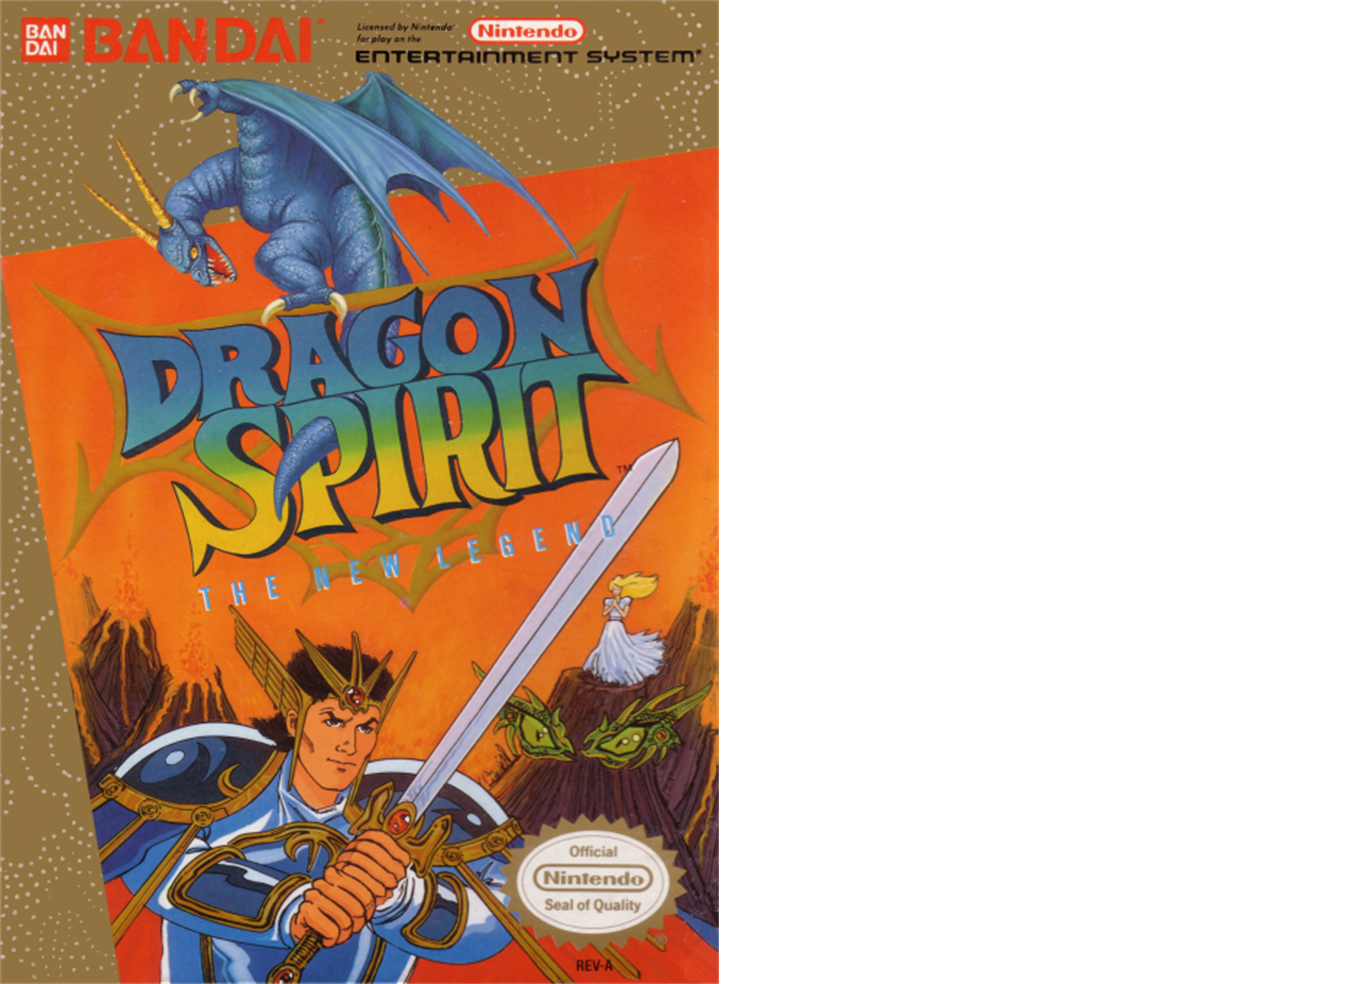 BAN
DAI
BANDAI
Licensed by Nintendo
for play on the
Nintendo
ENTERTAINMENT SYSTEM
DRAGON
SPIRIT
TM
THE NEW LEGEND
Official
Nintendo
Seal of Quality
REV-A